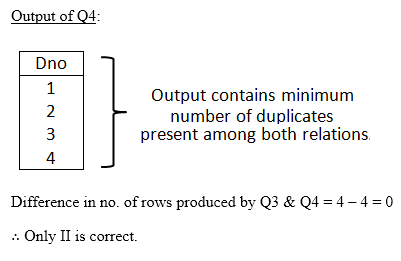 Output of Q4:
Dno
1
2
3
4
Output contains minimum
number of duplicates
present among both relations.
Difference in no. of rows produced by Q3 & Q4 = 4 – 4 = 0
∴ Only II is correct.